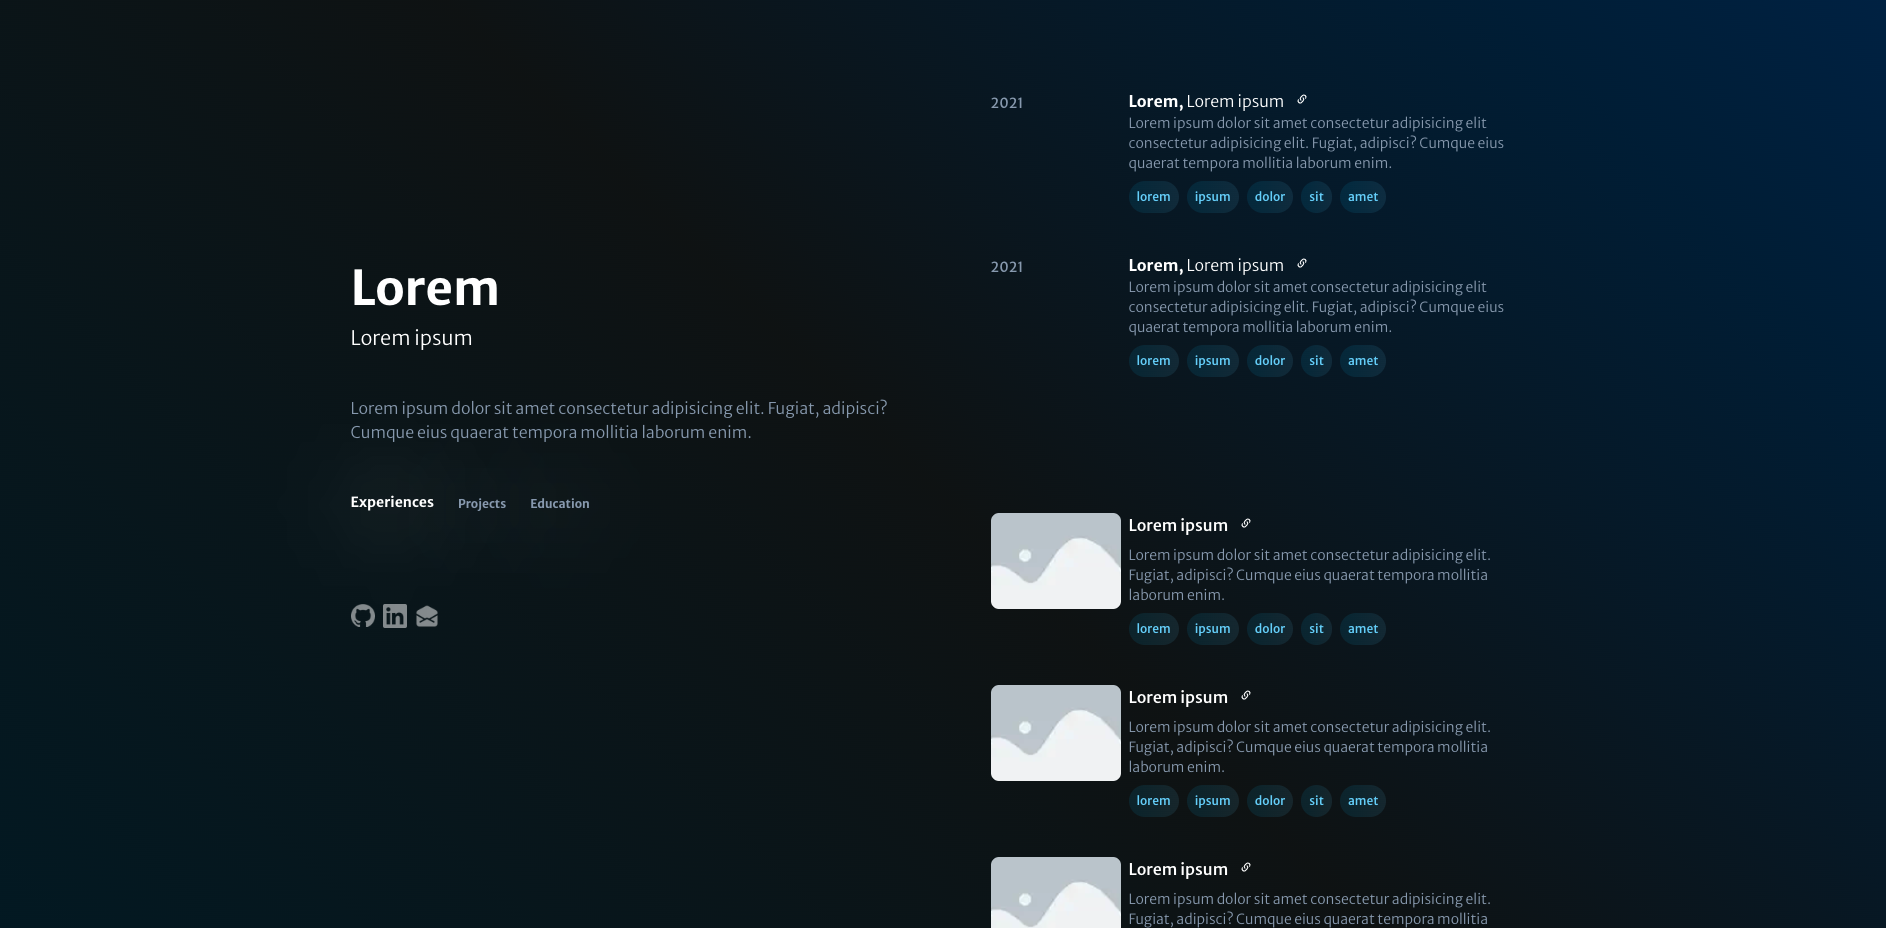 Lorem
Lorem ipsum
Lorem ipsum dolor sit amet consectetur adipisicing elit. Fugiat, adipisci?
Cumque eius quaerat tempora mollitia laborum enim.
Experiences Projects Education
2021
Lorem, Lorem ipsum
Lorem ipsum dolor sit amet consectetur adipisicing elit
consectetur adipisicing elit. Fugiat, adipisci? Cumque eius
quaerat tempora mollitia laborum enim.
lorem ipsum dolor sit amet
2021
Lorem, Lorem ipsum
Lorem ipsum dolor sit amet consectetur adipisicing elit
consectetur adipisicing elit. Fugiat, adipisci? Cumque eius
quaerat tempora mollitia laborum enim.
lorem ipsum dolor sit amet
Lorem ipsum
Lorem ipsum dolor sit amet consectetur adipisicing elit.
Fugiat, adipisci? Cumque eius quaerat tempora mollitia
laborum enim.
lorem ipsum dolor sit amet
Lorem ipsum
Lorem ipsum dolor sit amet consectetur adipisicing elit.
Fugiat, adipisci? Cumque eius quaerat tempora mollitia
laborum enim.
lorem ipsum dolor sit amet
Lorem ipsum
Lorem ipsum dolor sit amet consectetur adipisicing elit.
Fugiat, adipisci? Cumque eius quaerat tempora mollitia